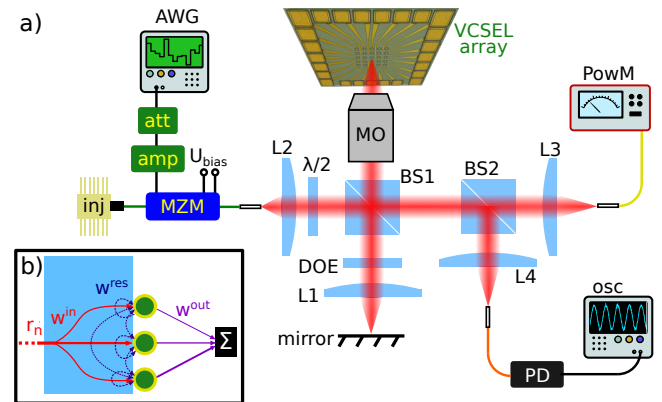 a)
AWG
VCSEL
array
PowM
att
MO
L2
λ/2
L3
amp
U_bias
BS1
BS2
inj
MZM
b)
DOE
L4
L1
osc
w^res
w^in
w^out
r_n
Σ
mirror
PD